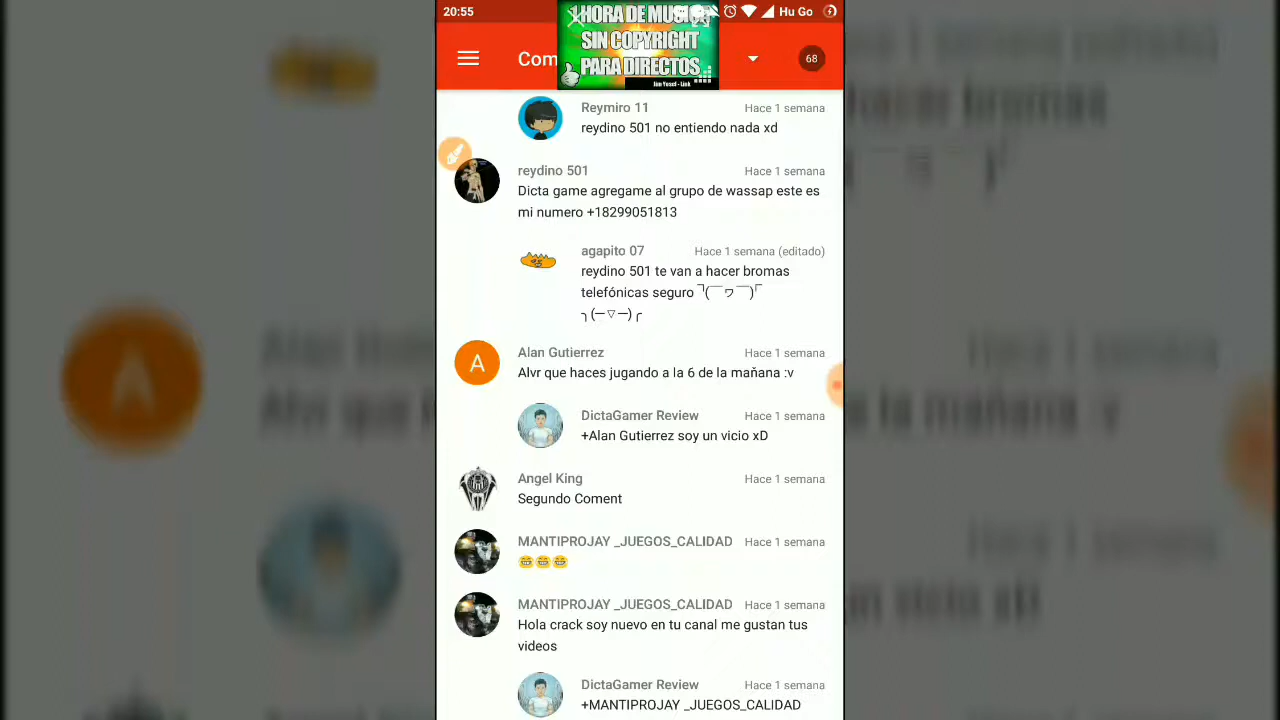 20:55
1 HORA DE MUSICA
SIN COPYRIGHT
PARA DIRECTOS
Hu Go
Com
68
Reymiro 11 Hace 1 semana
reydino 501 no entiendo nada xd
reydino 501 Hace 1 semana
Dicta game agregame al grupo de wassap este es
mi numero +18299051813
agapito 07 Hace 1 semana (editado)
reydino 501 te van a hacer bromas
telefónicas seguro ᆨ(￣ヮ￣)ᆫ
╮(─▽─)╭
Alan Gutierrez Hace 1 semana
Alvr que haces jugando a la 6 de la maňana :v
DictaGamer Review Hace 1 semana
+Alan Gutierrez soy un vicio xD
Angel King Hace 1 semana
Segundo Coment
MANTIPROJAY _JUEGOS_CALIDAD Hace 1 semana
😂😂😂
MANTIPROJAY _JUEGOS_CALIDAD Hace 1 semana
Hola crack soy nuevo en tu canal me gustan tus
videos
DictaGamer Review Hace 1 semana
+MANTIPROJAY _JUEGOS_CALIDAD